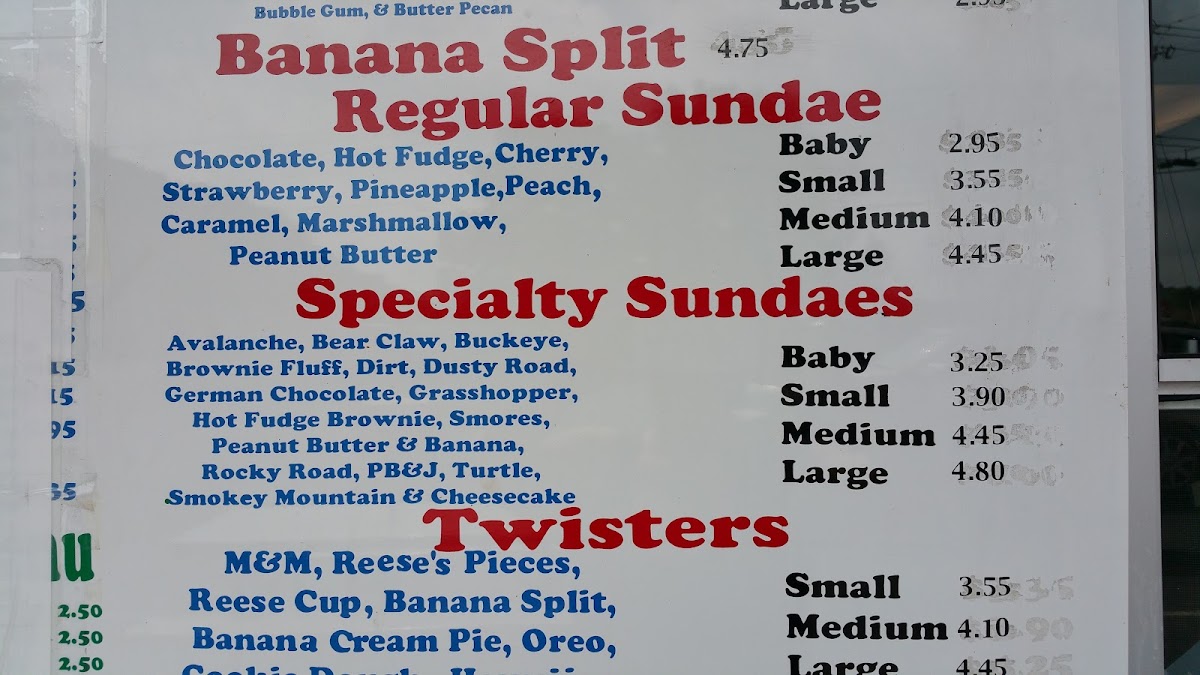 Bubble Gum, & Butter Pecan
Large 2.95
Banana Split 4.75
Regular Sundae
Chocolate, Hot Fudge, Cherry,
Strawberry, Pineapple, Peach,
Caramel, Marshmallow,
Peanut Butter
Baby 2.95
Small 3.55
Medium 4.10
Large 4.45
Specialty Sundaes
Avalanche, Bear Claw, Buckeye,
Brownie Fluff, Dirt, Dusty Road,
German Chocolate, Grasshopper,
Hot Fudge Brownie, Smores,
Peanut Butter & Banana,
Rocky Road, PB&J, Turtle,
Smokey Mountain & Cheesecake
Baby 3.25
Small 3.90
Medium 4.45
Large 4.80
Twisters
M&M, Reese's Pieces,
Reese Cup, Banana Split,
Banana Cream Pie, Oreo,
Cookie Dough,
Small 3.55
Medium 4.10
Large 4.45
2.50
2.50
2.50